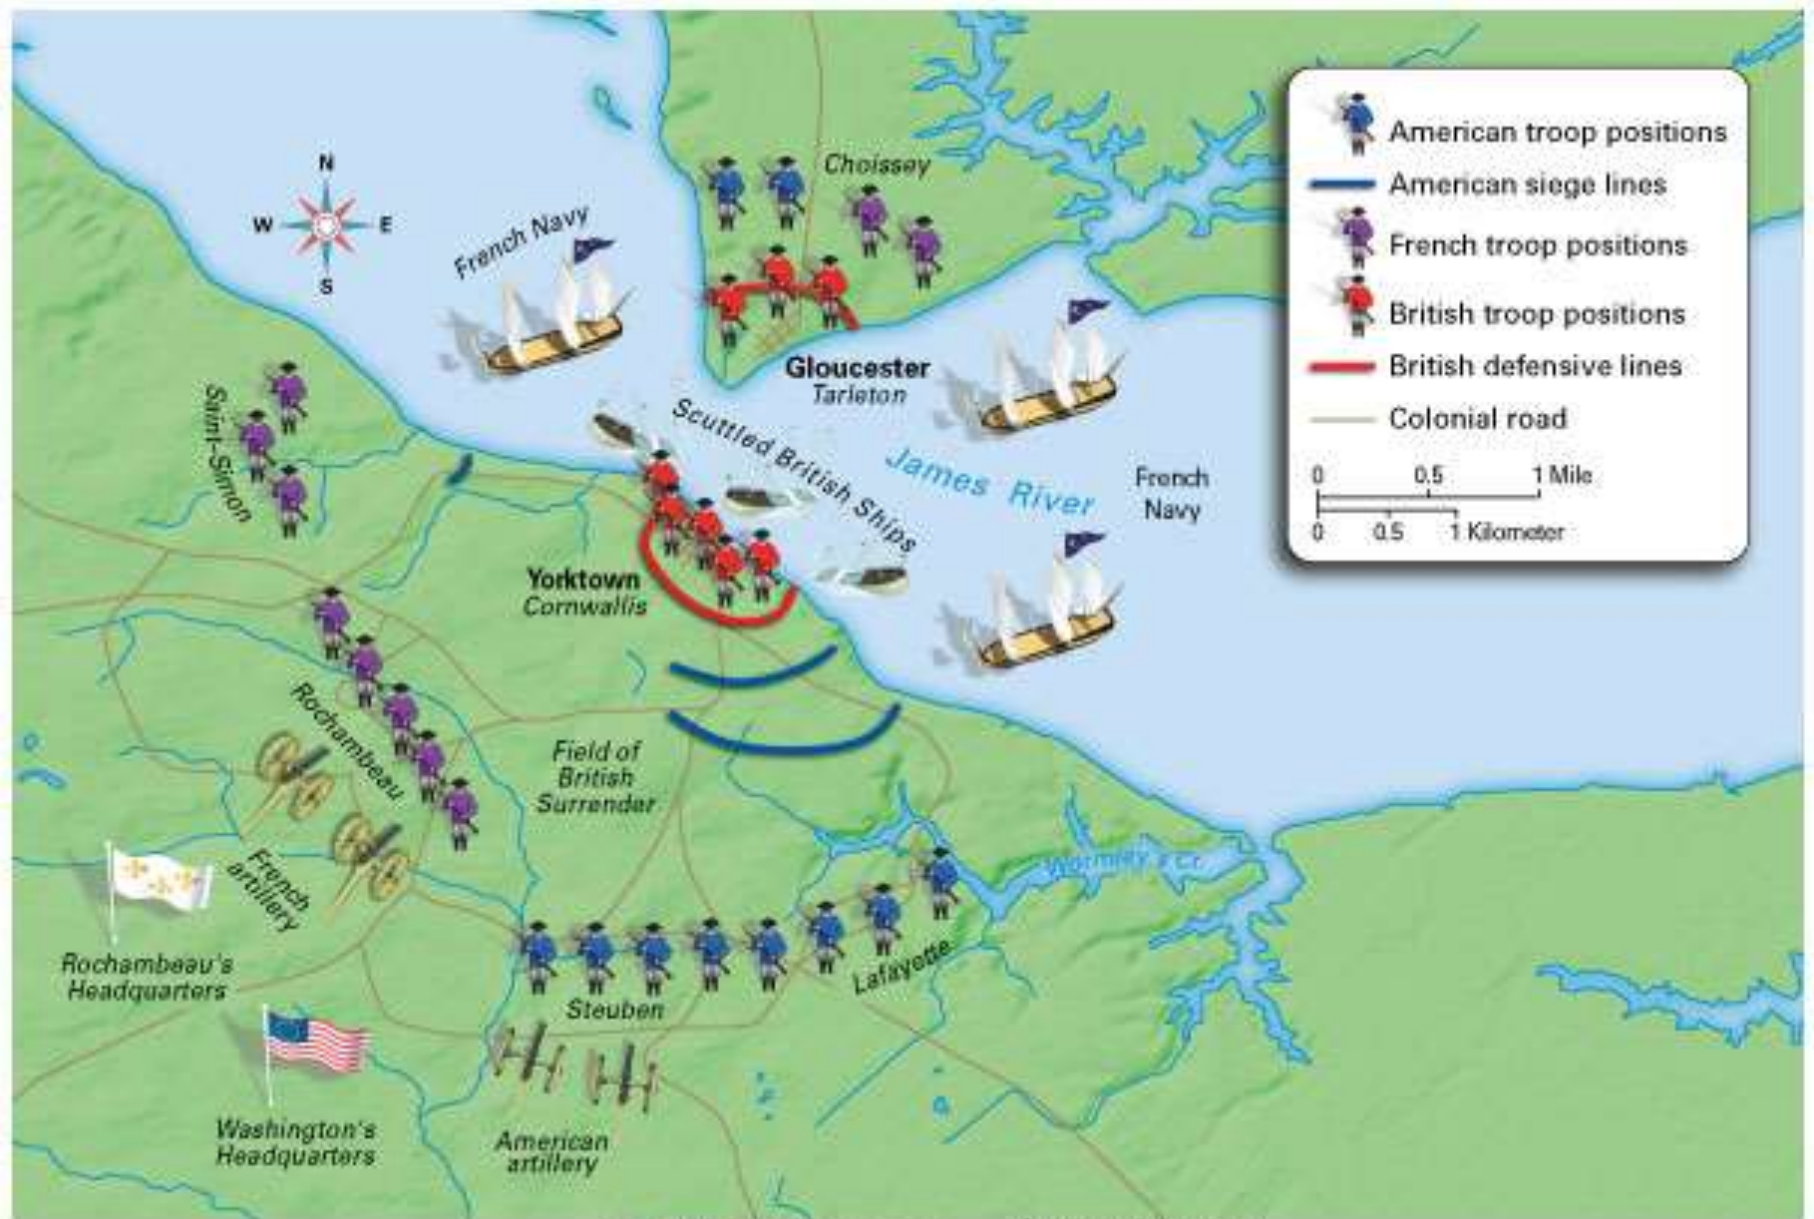 N
W
E
S
French Navy
Choissey
American troop positions
American siege lines
French troop positions
British troop positions
British defensive lines
Colonial road
0 0.5 1 Mile
0 0.5 1 Kilometer
Gloucester
Tarleton
Scuttled British Ships
James River
French
Navy
Saint-Simon
Yorktown
Cornwallis
Rochambeau
Field of
British
Surrender
French
artillery
Wormley's Cr.
Rochambeau's
Headquarters
Steuben
Lafayette
Washington's
Headquarters
American
artillery